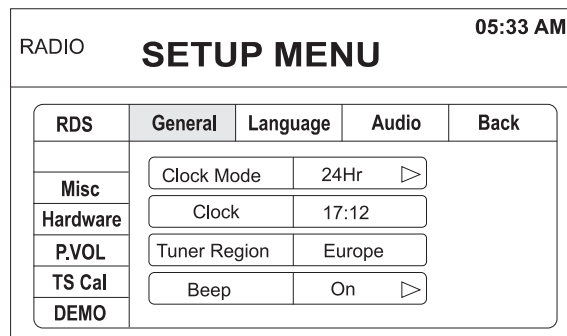 RADIO
SETUP MENU
05:33 AM
RDS
General
Language
Audio
Back
Misc
Hardware
P.VOL
TS Cal
DEMO
Clock Mode 24Hr
Clock 17:12
Tuner Region Europe
Beep On